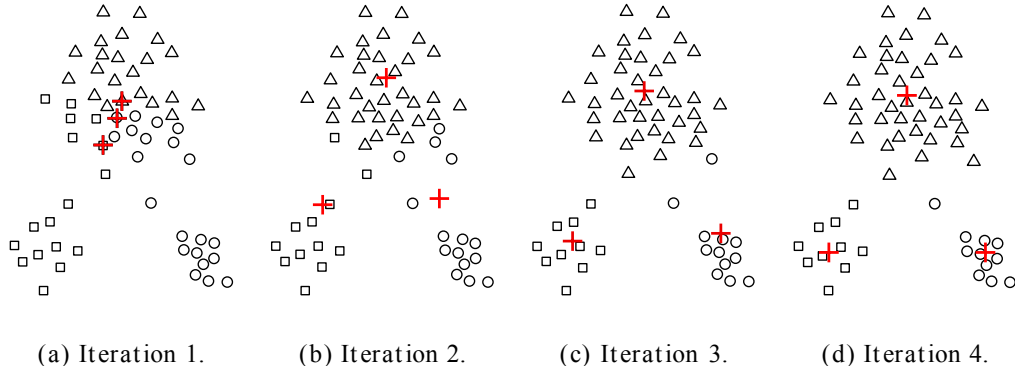 (a) Iteration 1.
(b) Iteration 2.
(c) Iteration 3.
(d) Iteration 4.